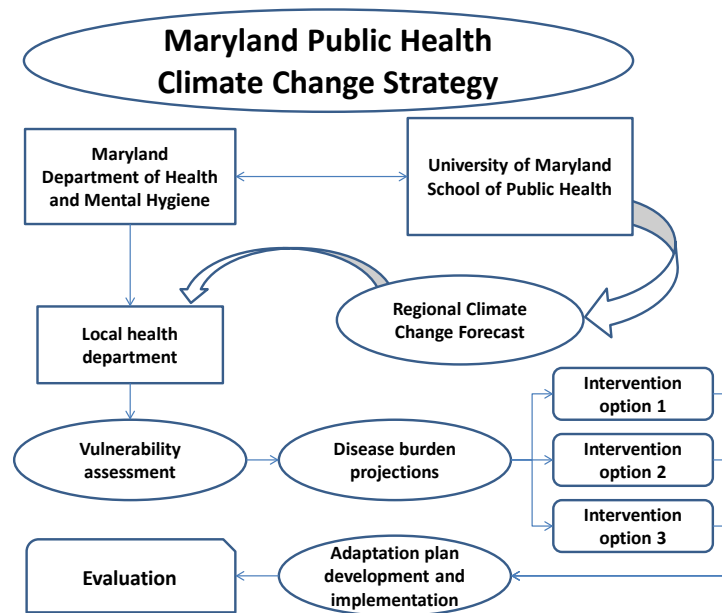 Maryland Public Health
Climate Change Strategy
Maryland
Department of Health
and Mental Hygiene
University of Maryland
School of Public Health
Regional Climate
Change Forecast
Local health
department
Vulnerability
assessment
Disease burden
projections
Intervention
option 1
Intervention
option 2
Intervention
option 3
Adaptation plan
development and
implementation
Evaluation